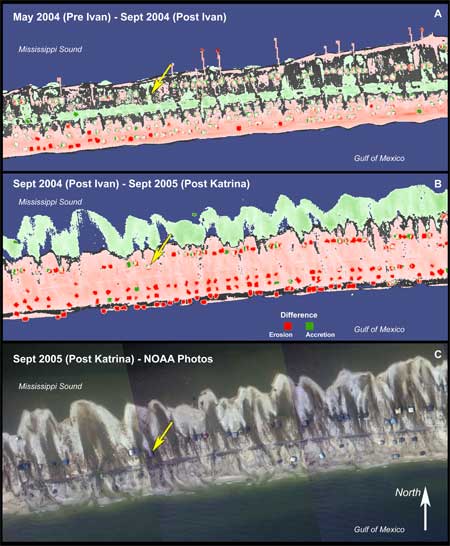 May 2004 (Pre Ivan) - Sept 2004 (Post Ivan)
A
Mississippi Sound
Gulf of Mexico
Sept 2004 (Post Ivan) - Sept 2005 (Post Katrina)
B
Mississippi Sound
Difference
Erosion
Accretion
Gulf of Mexico
Sept 2005 (Post Katrina) - NOAA Photos
C
Mississippi Sound
North
Gulf of Mexico